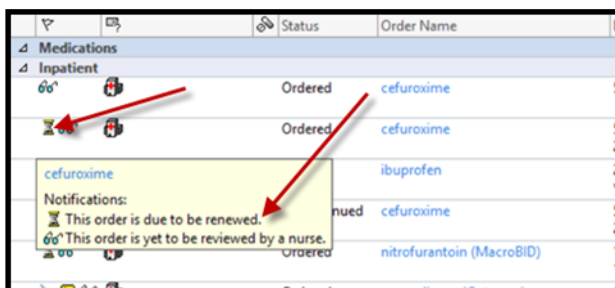 Status Order Name
Medications
Inpatient
Ordered cefuroxime
Ordered cefuroxime
cefuroxime
ibuprofen
Notifications:
This order is due to be renewed.
nued cefuroxime
This order is yet to be reviewed by a nurse.
Ordered nitrofurantoin (MacroBID)